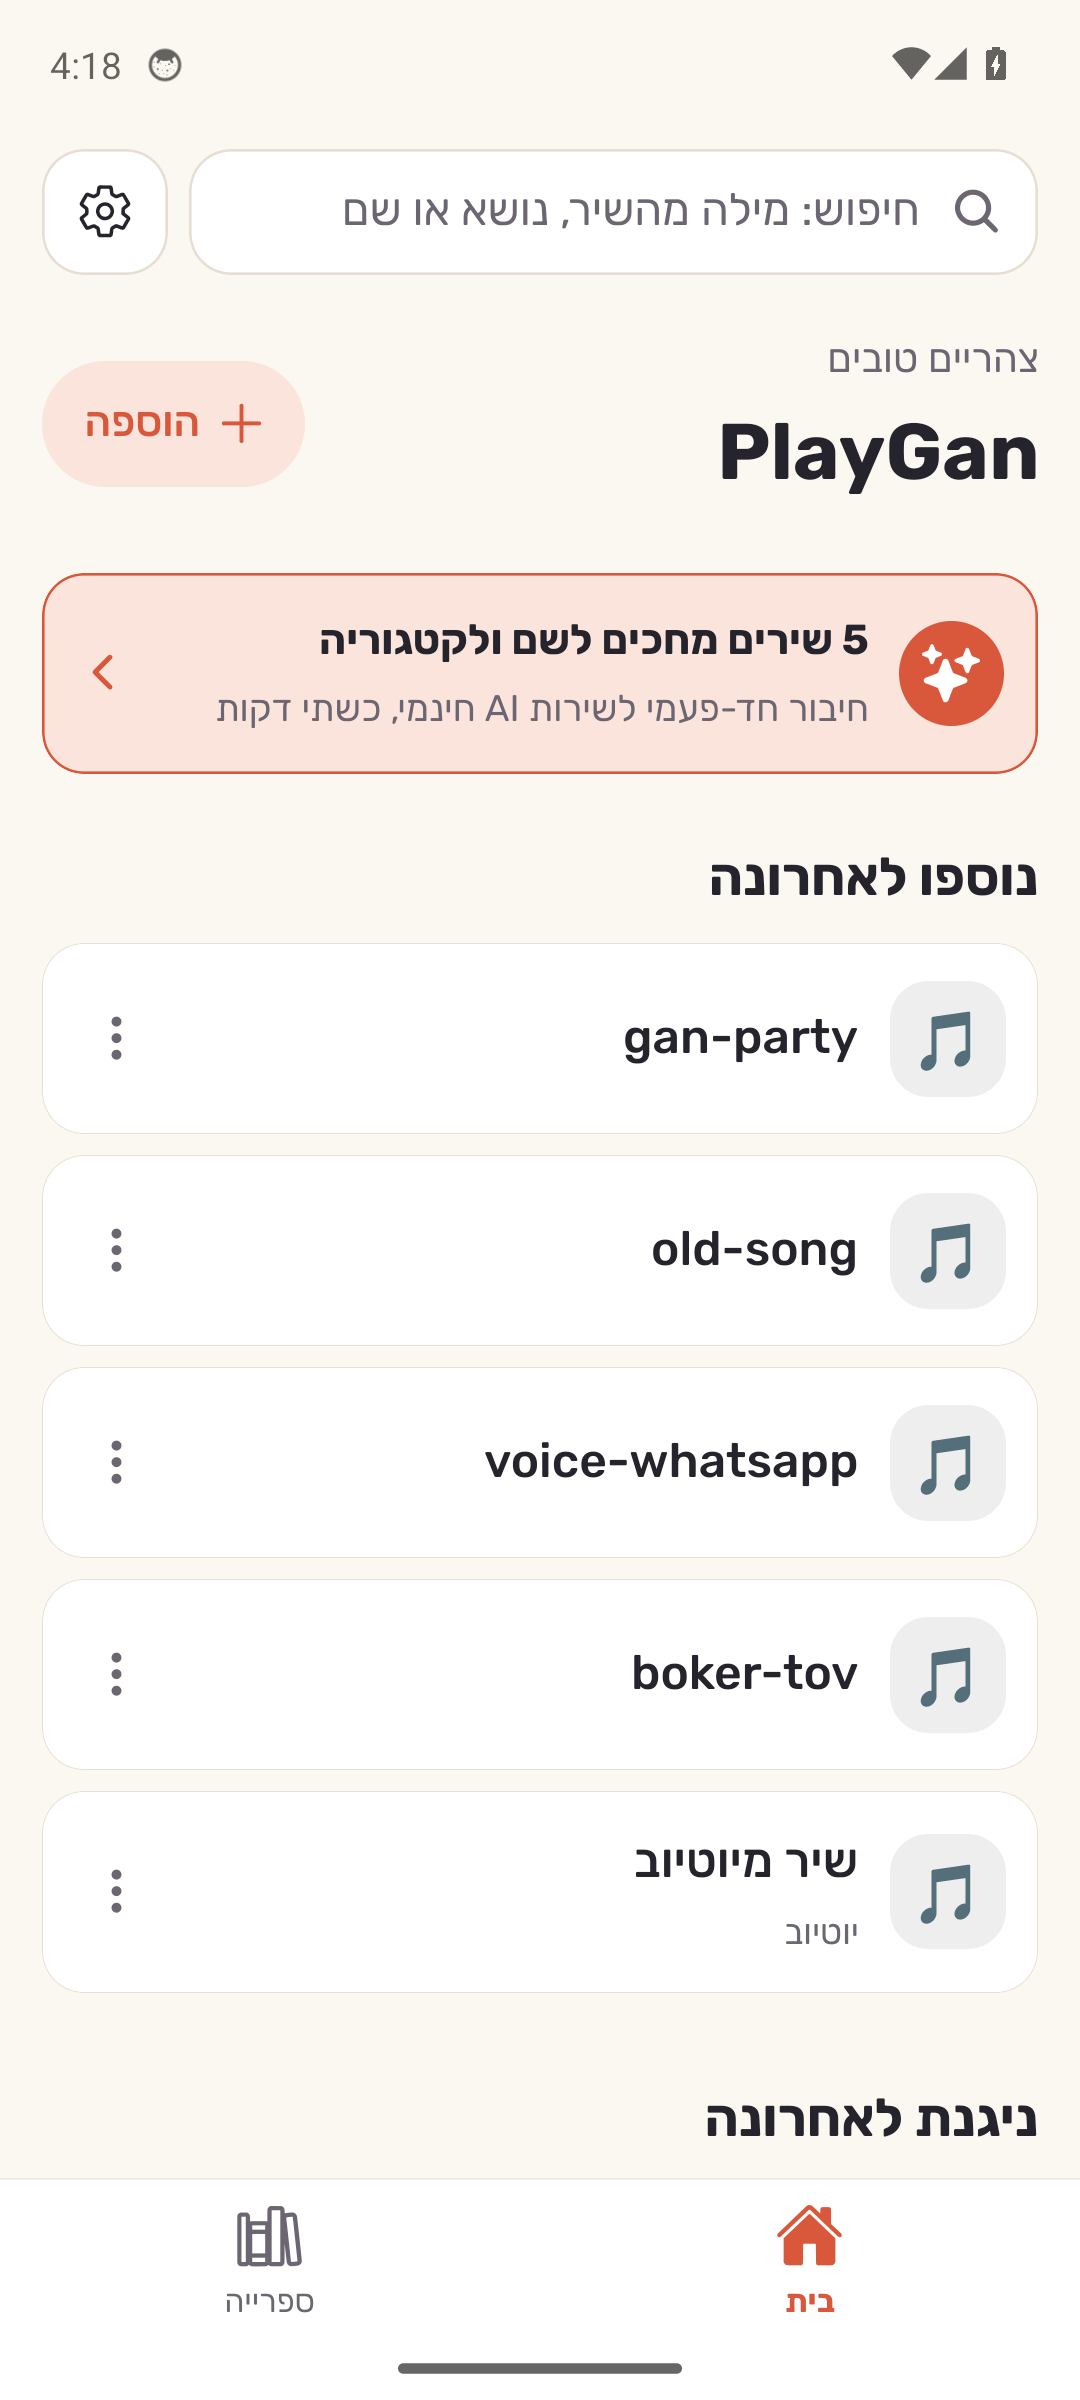 4:18
חיפוש: מילה מהשיר, נושא או שם
צהריים טובים
PlayGan
הוספה
5 שירים מחכים לשם ולקטגוריה
חיבור חד-פעמי לשירות AI חינמי, כשתי דקות
נוספו לאחרונה
gan-party
old-song
voice-whatsapp
boker-tov
שיר מיוטיוב
יוטיוב
ניגנת לאחרונה
בית
ספרייה